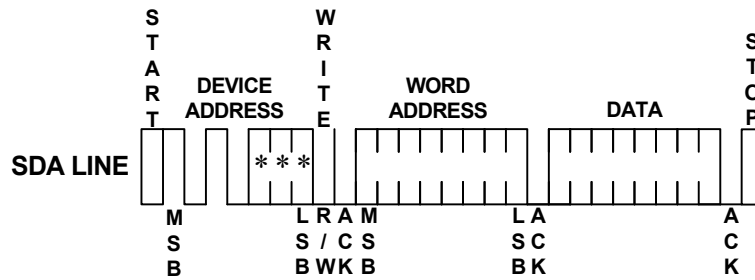 START
WRITE
STOP
DEVICE
ADDRESS
WORD
ADDRESS
DATA
SDA LINE
* * *
MSB
LSB
R/W
ACK
MSB
LSB
ACK
ACK